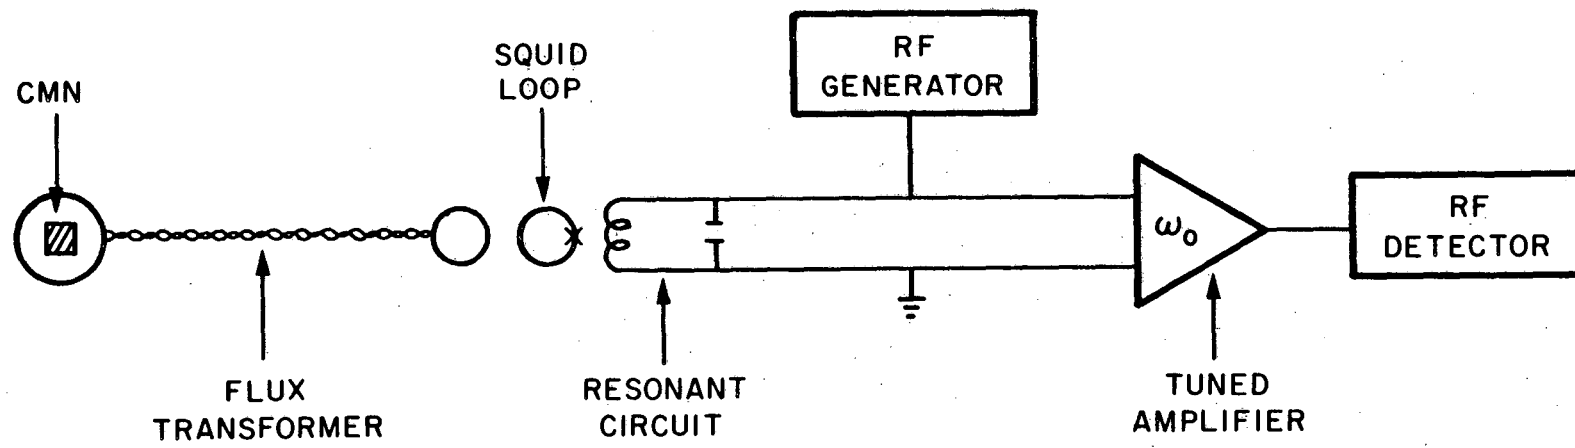 CMN
SQUID
LOOP
RF
GENERATOR
ω₀
RF
DETECTOR
FLUX
TRANSFORMER
RESONANT
CIRCUIT
TUNED
AMPLIFIER